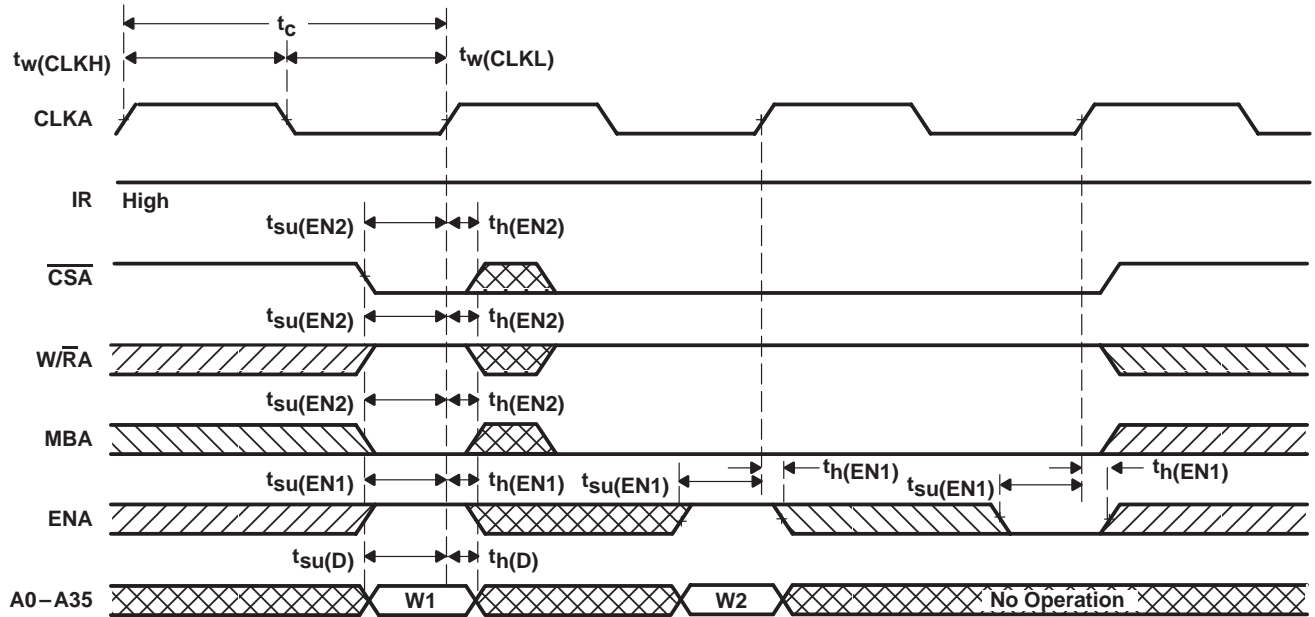 tc
tw(CLKH)
tw(CLKL)
CLKA
IR
High
tsu(EN2)
th(EN2)
CSA
tsu(EN2)
th(EN2)
W/RA
tsu(EN2)
th(EN2)
MBA
tsu(EN1)
th(EN1)
tsu(EN1)
th(EN1)
tsu(EN1)
th(EN1)
ENA
tsu(D)
th(D)
A0–A35
W1
W2
No Operation